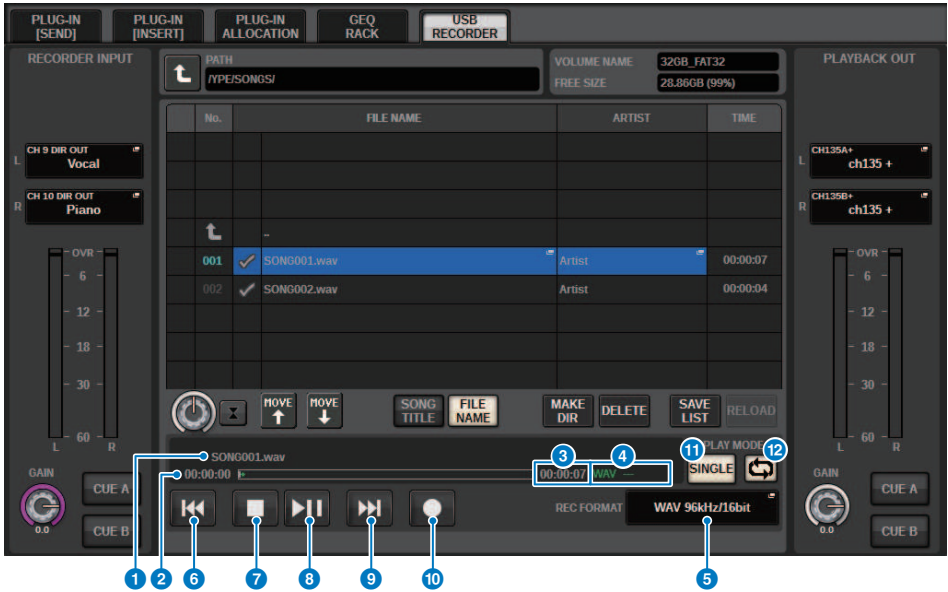 PLUG-IN
[SEND]
PLUG-IN
[INSERT]
PLUG-IN
ALLOCATION
GEQ
RACK
USB
RECORDER
RECORDER INPUT
PATH
/YPE/SONGS/
VOLUME NAME
32GB_FAT32
FREE SIZE
28.86GB (99%)
PLAYBACK OUT
No.
FILE NAME
ARTIST
TIME
L
CH 9 DIR OUT
Vocal
R
CH 10 DIR OUT
Piano
L
CH135A+
ch135 +
R
CH135B+
ch135 +
-
001
SONG001.wav
Artist
00:00:07
002
SONG002.wav
Artist
00:00:04
OVR
6
12
18
30
60
L
R
OVR
6
12
18
30
60
L
R
MOVE
MOVE
SONG
TITLE
FILE
NAME
MAKE
DIR
DELETE
SAVE
LIST
RELOAD
SONG001.wav
3
4
11
PLAY MODE
12
00:00:00
00:00:07
WAV
—
SINGLE
GAIN
0.0
CUE A
CUE B
REC FORMAT
WAV 96kHz/16bit
GAIN
0.0
CUE A
CUE B
1
2
6
7
8
9
10
5